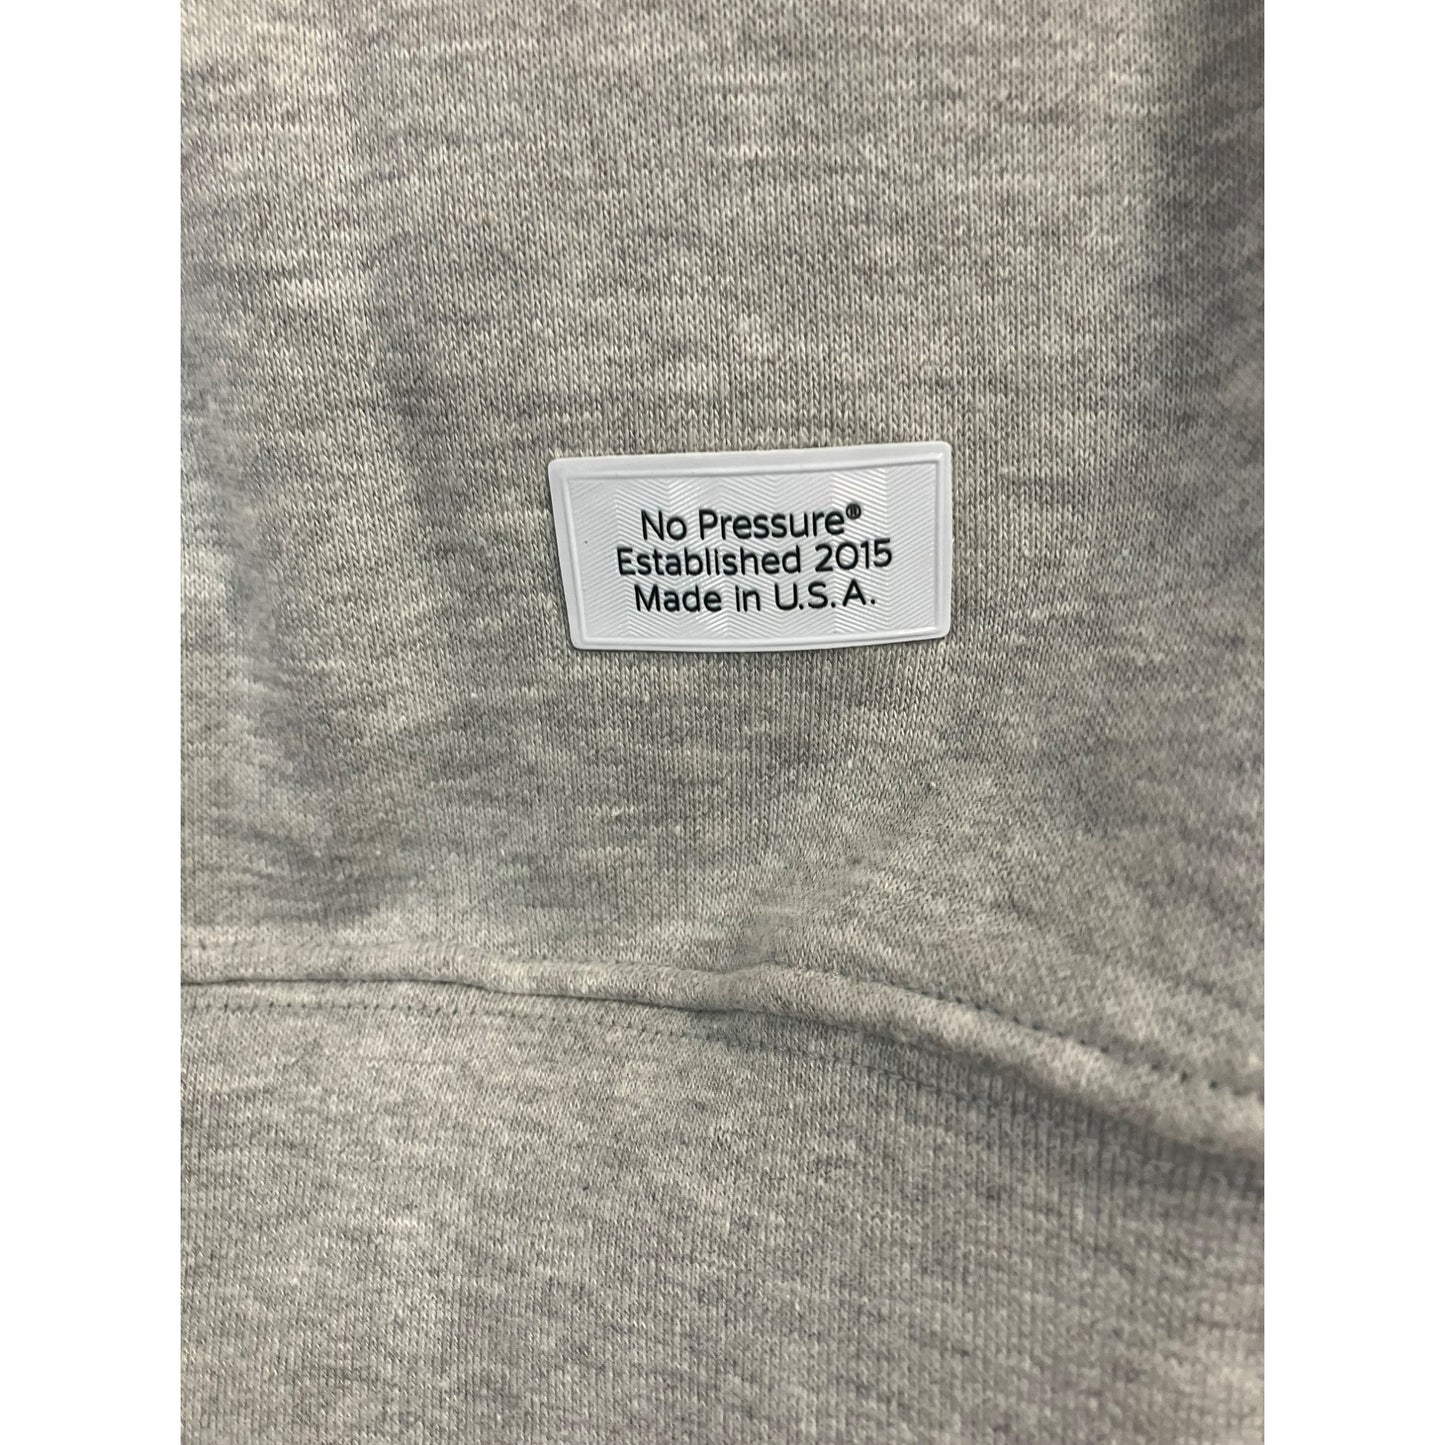 No Pressure®
Established 2015
Made in U.S.A.